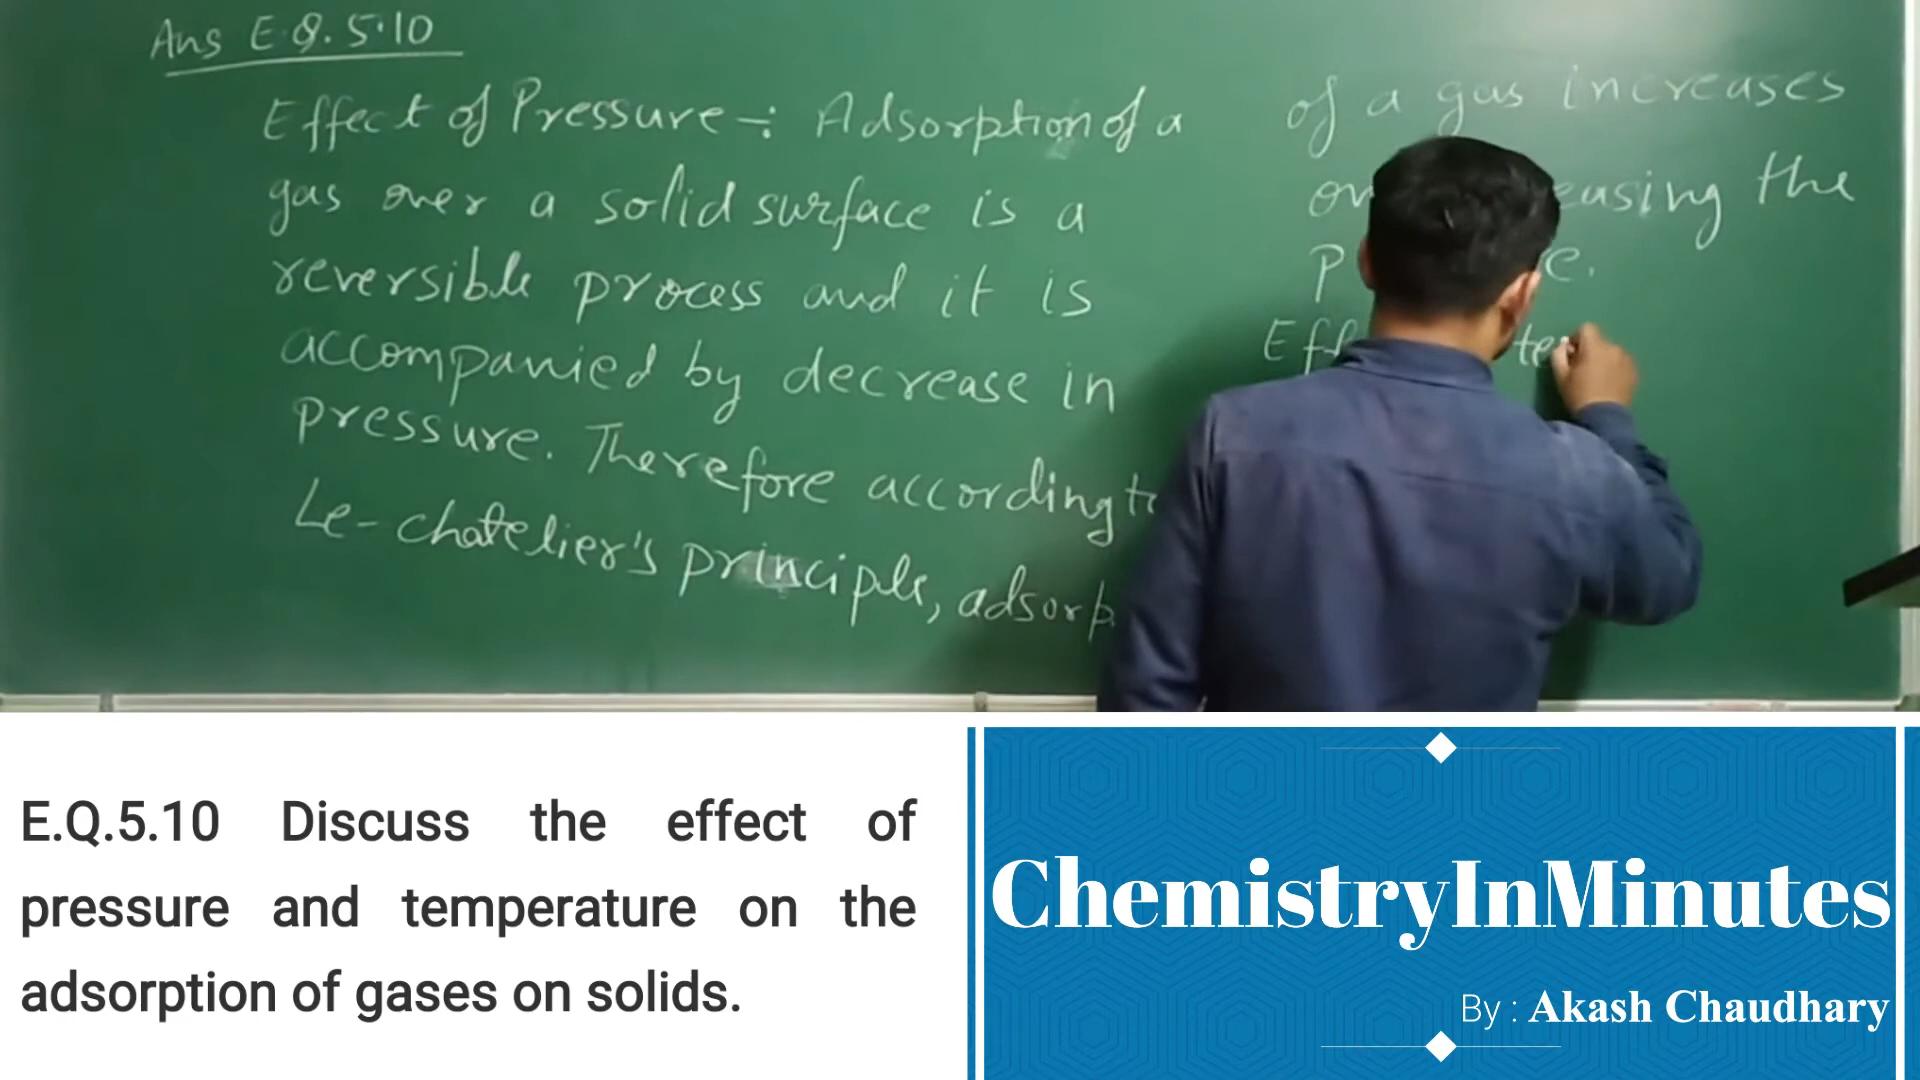 Ans E.Q. 5.10
Effect of Pressure -: Adsorption of a
gas over a solid surface is a
reversible process and it is
accompanied by decrease in
pressure. Therefore according to
Le-chatelier's principle, adsorp
of a gas increases
the
E.Q.5.10 Discuss the effect of
pressure and temperature on the
adsorption of gases on solids.
ChemistryInMinutes
By : Akash Chaudhary